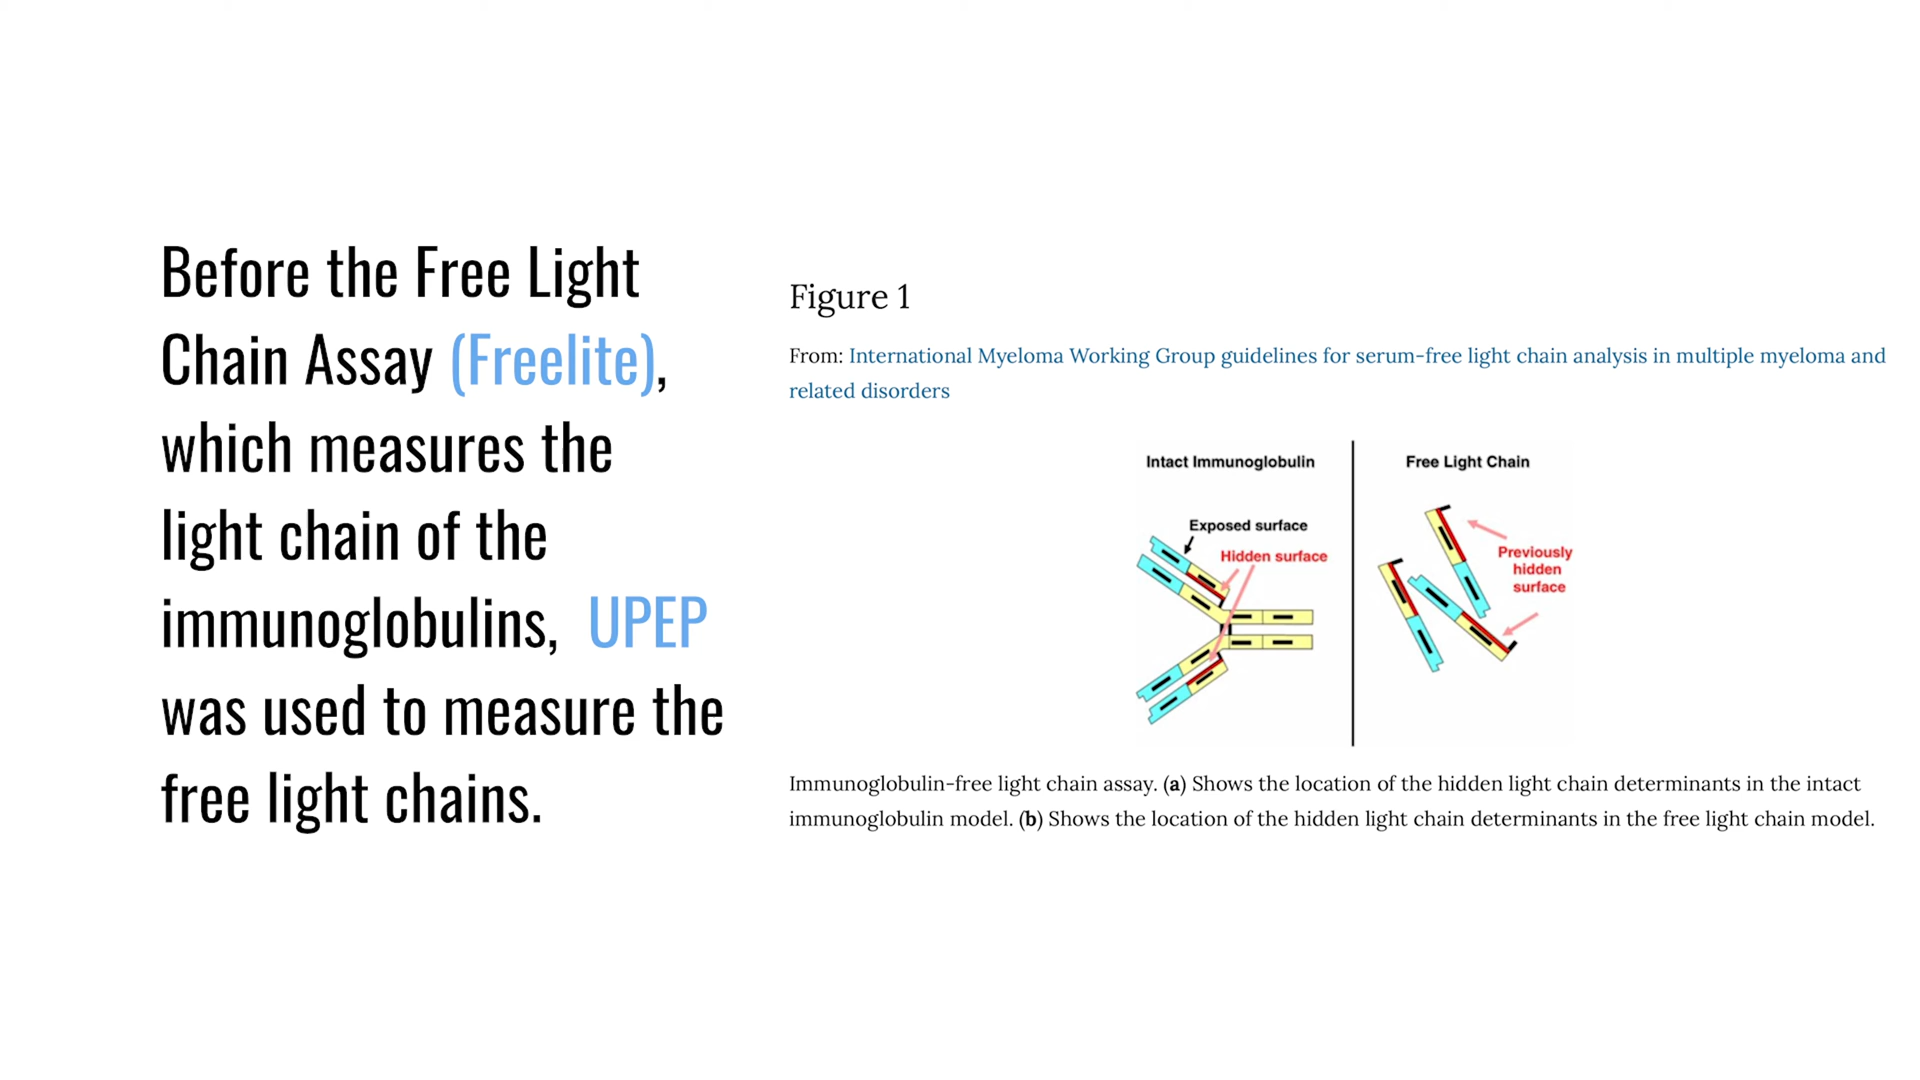 Before the Free Light
Chain Assay (Freelite),
which measures the
light chain of the
immunoglobulins, UPEP
was used to measure the
free light chains.
Figure 1
From: International Myeloma Working Group guidelines for serum-free light chain analysis in multiple myeloma and
related disorders
Intact Immunoglobulin
Exposed surface
Hidden surface
Free Light Chain
Previously
hidden
surface
Immunoglobulin-free light chain assay. (a) Shows the location of the hidden light chain determinants in the intact
immunoglobulin model. (b) Shows the location of the hidden light chain determinants in the free light chain model.